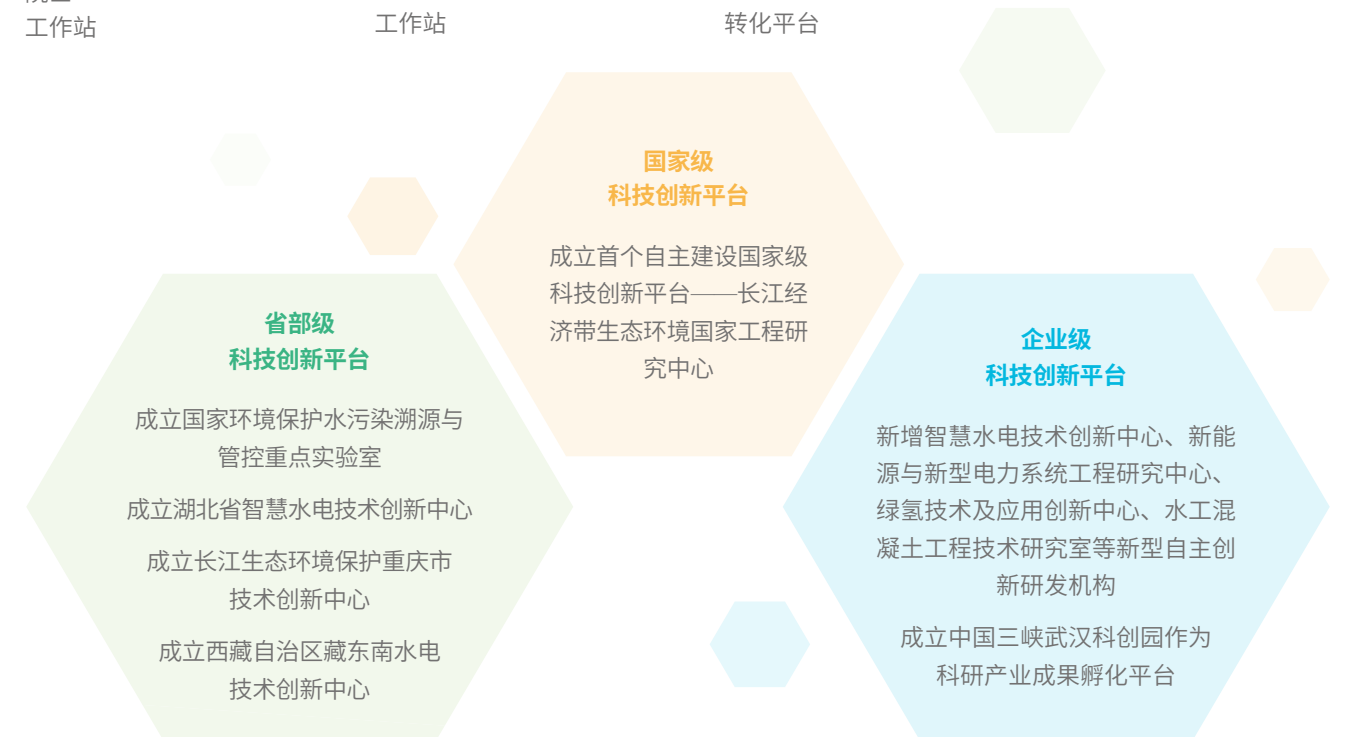 工作站
工作站
转化平台
国家级
科技创新平台
成立首个自主建设国家级
科技创新平台——长江经
济带生态环境国家工程研
究中心
省部级
科技创新平台
成立国家环境保护水污染溯源与
管控重点实验室
成立湖北省智慧水电技术创新中心
成立长江生态环境保护重庆市
技术创新中心
成立西藏自治区藏东南水电
技术创新中心
企业级
科技创新平台
新增智慧水电技术创新中心、新能
源与新型电力系统工程研究中心、
绿氢技术及应用创新中心、水工混
凝土工程技术研究室等新型自主创
新研发机构
成立中国三峡武汉科创园作为
科研产业成果孵化平台